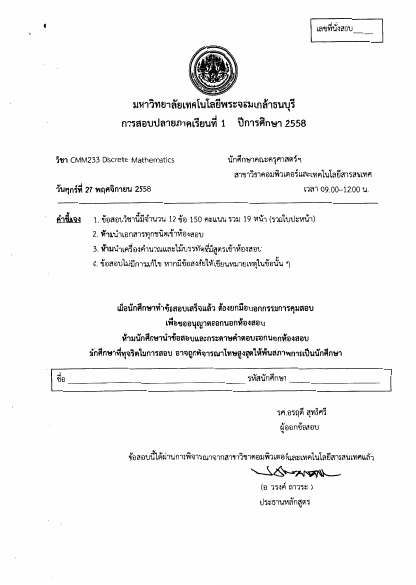 เลขที่นั่งสอบ____
มหาวิทยาลัยเทคโนโลยีพระจอมเกล้าธนบุรี
การสอบปลายภาคเรียนที่ 1 ปีการศึกษา 2558
วิชา CMM233 Discrete Mathematics นักศึกษาคณะครุศาสตร์ฯ
สาขาวิชาคอมพิวเตอร์และเทคโนโลยีสารสนเทศ
วันศุกร์ที่ 27 พฤศจิกายน 2558 เวลา 09.00-12.00 น.
คำชี้แจง 1. ข้อสอบวิชานี้มีจำนวน 12 ข้อ 150 คะแนน รวม 19 หน้า (รวมใบปะหน้า)
2. ห้ามนำเอกสารทุกชนิดเข้าห้องสอบ
3. ห้ามนำเครื่องคำนวณและไม้บรรทัดที่มีสูตรเข้าห้องสอบ
4. ข้อสอบไม่มีการแก้ไข หากมีข้อสงสัยให้เขียนหมายเหตุในข้อนั้น ๆ
เมื่อนักศึกษาทำข้อสอบเสร็จแล้ว ต้องยกมือบอกกรรมการคุมสอบ
เพื่อขออนุญาตออกนอกห้องสอบ
ห้ามนักศึกษานำข้อสอบและกระดาษคำตอบออกนอกห้องสอบ
นักศึกษาที่ทุจริตในการสอบ อาจถูกพิจารณาโทษสูงสุดให้พ้นสภาพการเป็นนักศึกษา
ชื่อ ____ รหัสนักศึกษา ____
รศ.อรฤดี สุทธิศรี
ผู้ออกข้อสอบ
ข้อสอบนี้ได้ผ่านการพิจารณาจากสาขาวิชาคอมพิวเตอร์และเทคโนโลยีสารสนเทศแล้ว
ประธานหลักสูตร